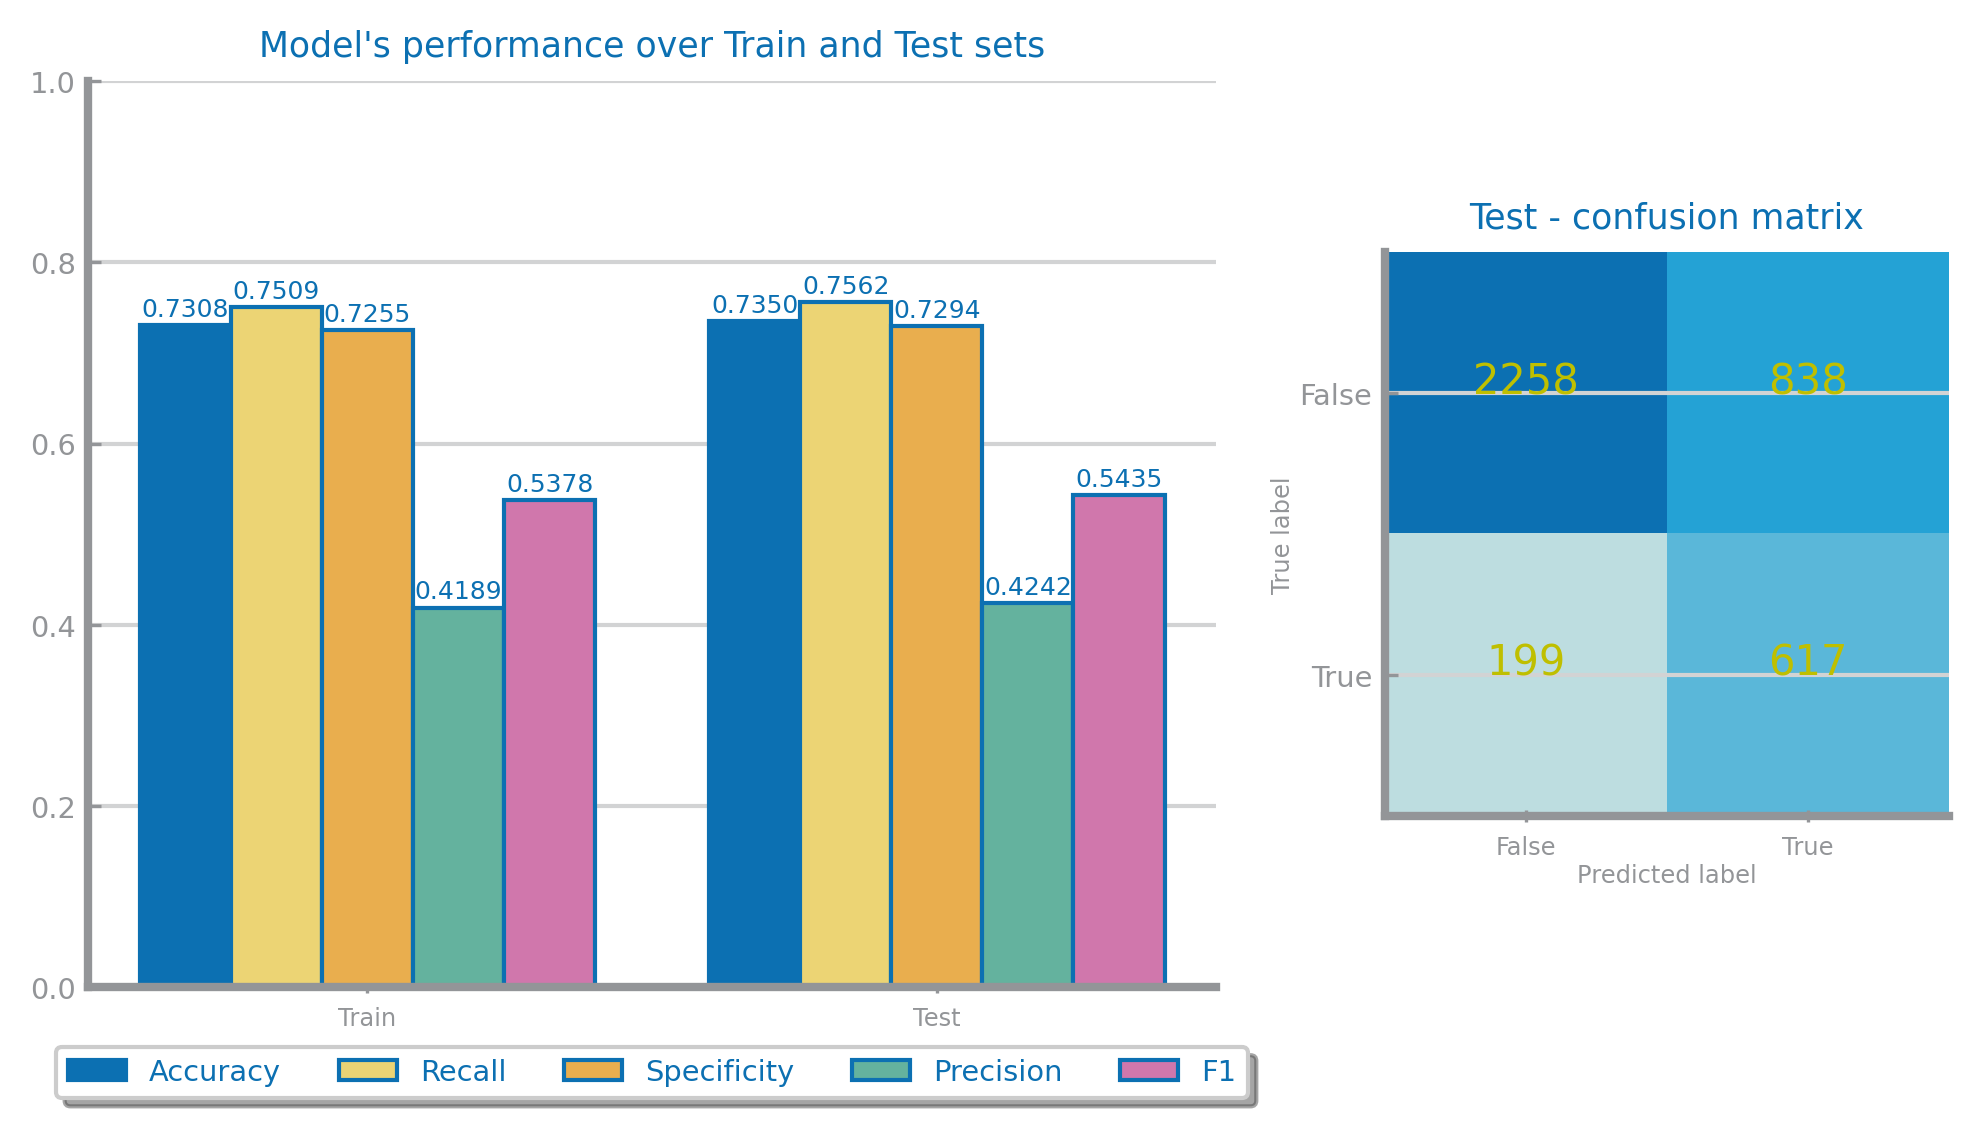 Model's performance over Train and Test sets
1.0
0.8
0.6
0.4
0.2
0.0
0.7308
0.7509
0.7255
0.4189
0.5378
0.7350
0.7562
0.7294
0.4242
0.5435
Train
Test
Accuracy
Recall
Specificity
Precision
F1
Test - confusion matrix
True label
False
2258
838
True
199
617
False
True
Predicted label